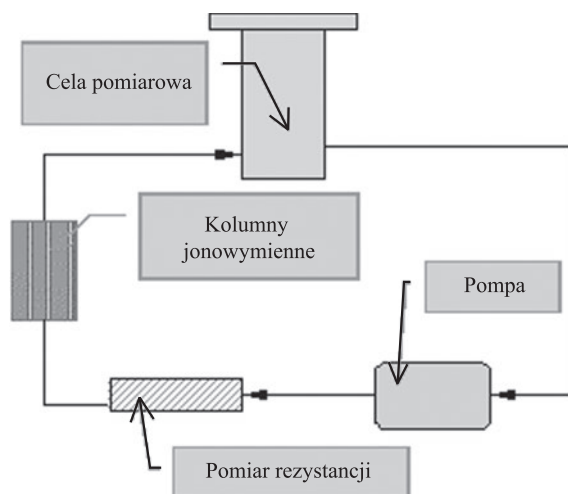 Cela pomiarowa
Kolumny
jonowymienne
Pompa
Pomiar rezystancji